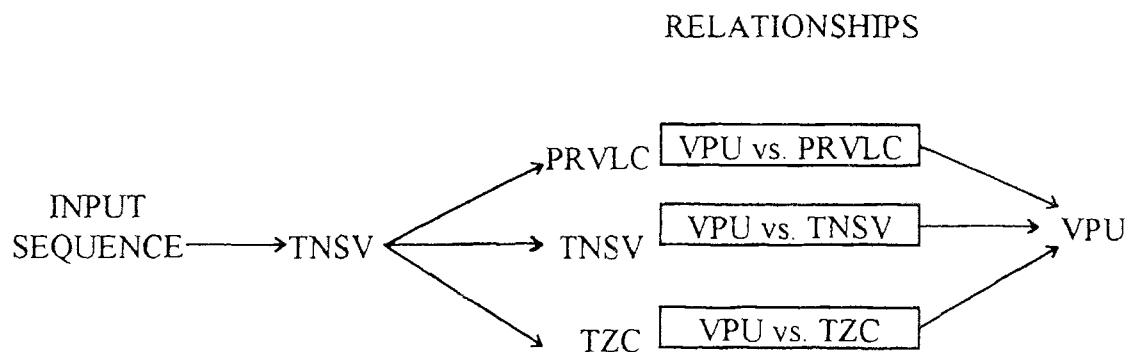 RELATIONSHIPS
PRVLC VPU vs. PRVLC
INPUT
SEQUENCE TNSV TNSV VPU vs. TNSV VPU
TZC VPU vs. TZC